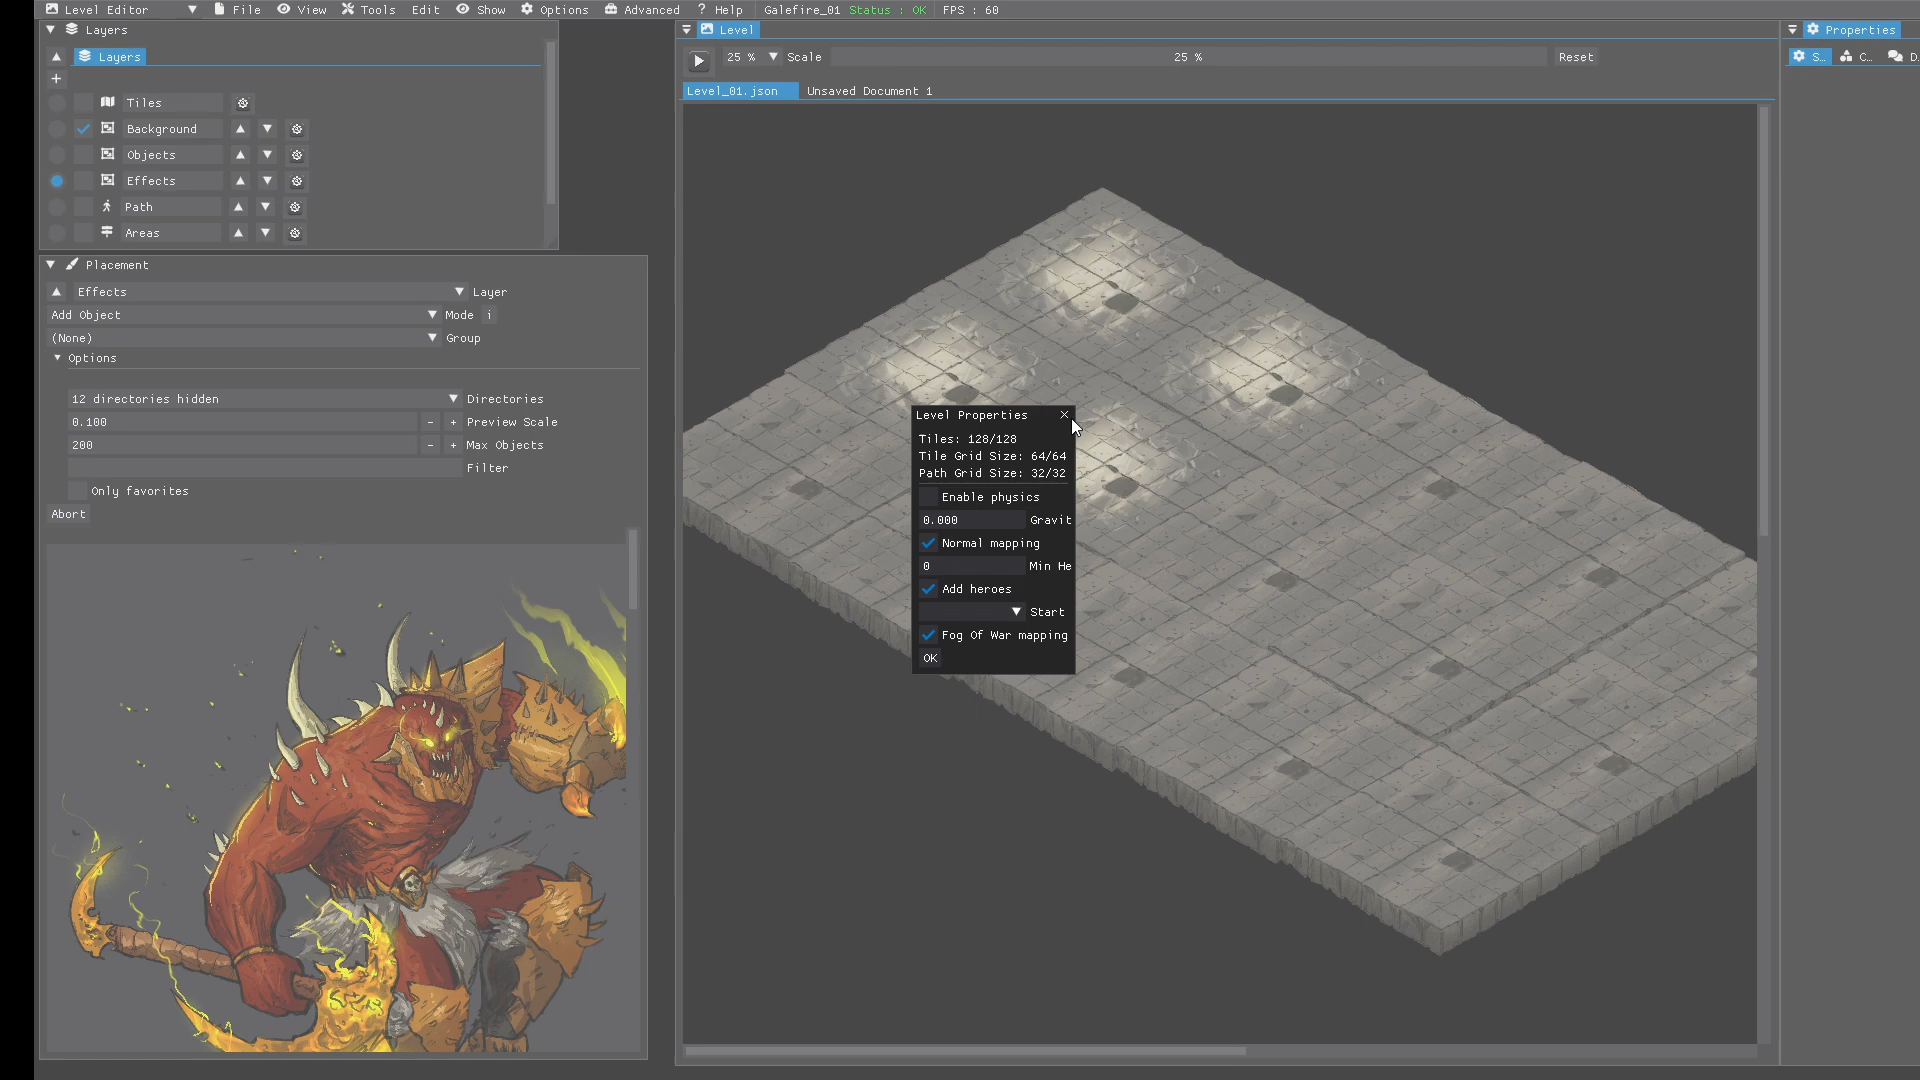 Level Editor File View Tools Edit Show Options Advanced ? Help Galefire_01 Status : OK FPS : 60
Layers
Layers
Tiles
Background
Objects
Effects
Path
Areas
Placement
Effects Layer
Add Object Mode i
(None) Group
Options
12 directories hidden Directories
0.100 - + Preview Scale
200 - + Max Objects
Filter
Only favorites
Abort
Level
25 % Scale 25 % Reset
Level_01.json Unsaved Document 1
Level Properties
Tiles: 128/128
Tile Grid Size: 64/64
Path Grid Size: 32/32
Enable physics
0.000 Gravit
Normal mapping
0 Min He
Add heroes
Start
Fog Of War mapping
OK
Properties
S.. C.. D.